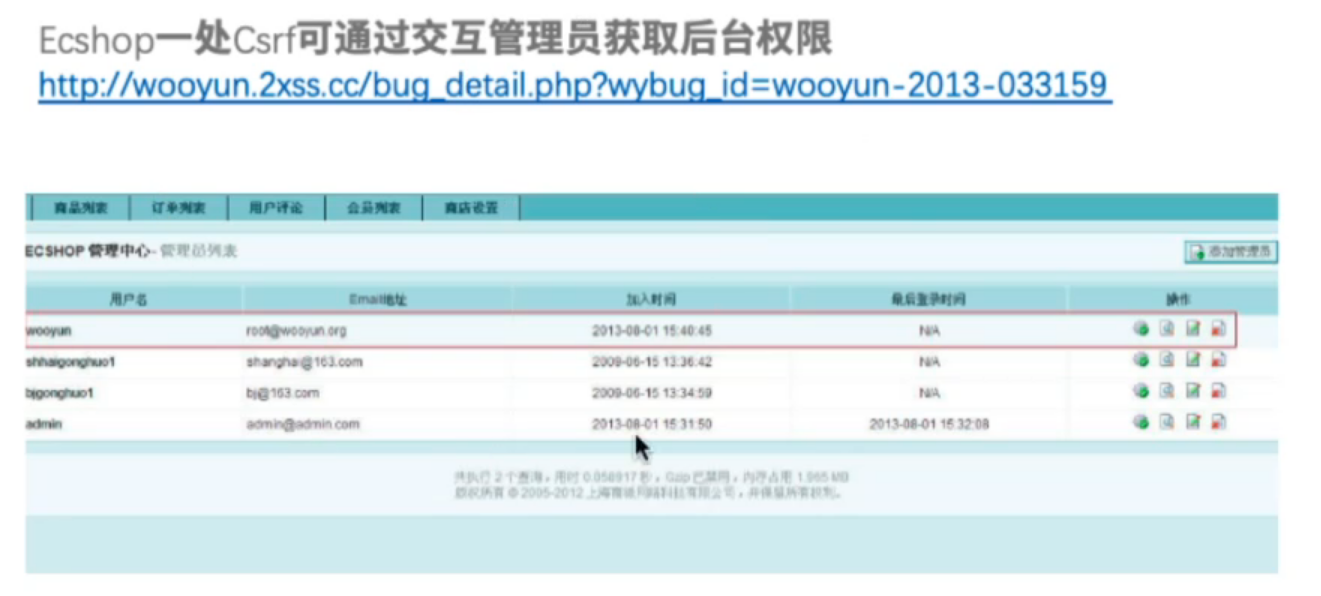 Ecshop一处Csrf可通过交互管理员获取后台权限
http://wooyun.2xss.cc/bug_detail.php?wybug_id=wooyun-2013-033159
商品列表 订单列表 用户评论 会员列表 商店设置
ECSHOP 管理中心 - 管理员列表 添加管理员
用户名 Email地址 加入时间 最后登录时间 操作
wooyun root@wooyun.org 2013-08-01 15:40:45 N/A
shhaigonghuo1 shanghai@163.com 2009-06-15 13:36:42 N/A
bjgonghuo1 bj@163.com 2009-06-15 13:34:59 N/A
admin admin@admin.com 2013-08-01 15:31:50 2013-08-01 15:32:08
共执行 2 个查询，用时 0.058917 秒，Gzip 已禁用，内存占用 1.965 MB
版权所有 © 2005-2012 上海商派网络科技有限公司，并保留所有权利。